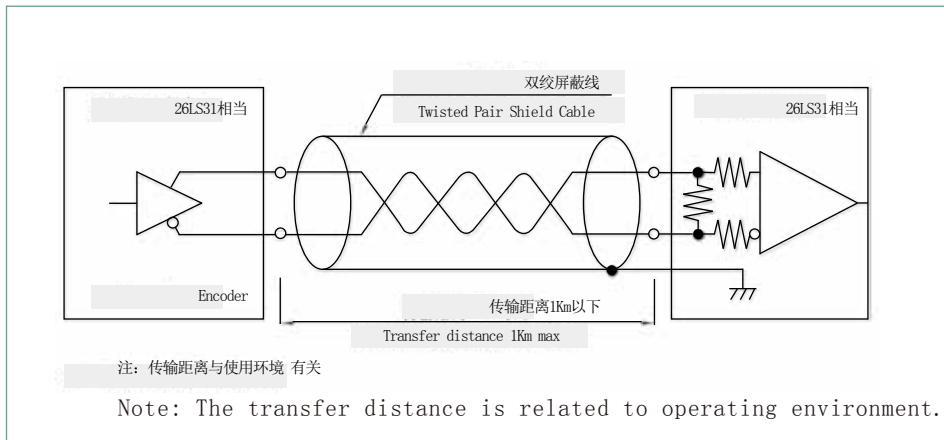 双绞屏蔽线
Twisted Pair Shield Cable
26LS31相当
26LS31相当
Encoder
传输距离1Km以下
Transfer distance 1Km max
注: 传输距离与使用环境 有关
Note: The transfer distance is related to operating environment.